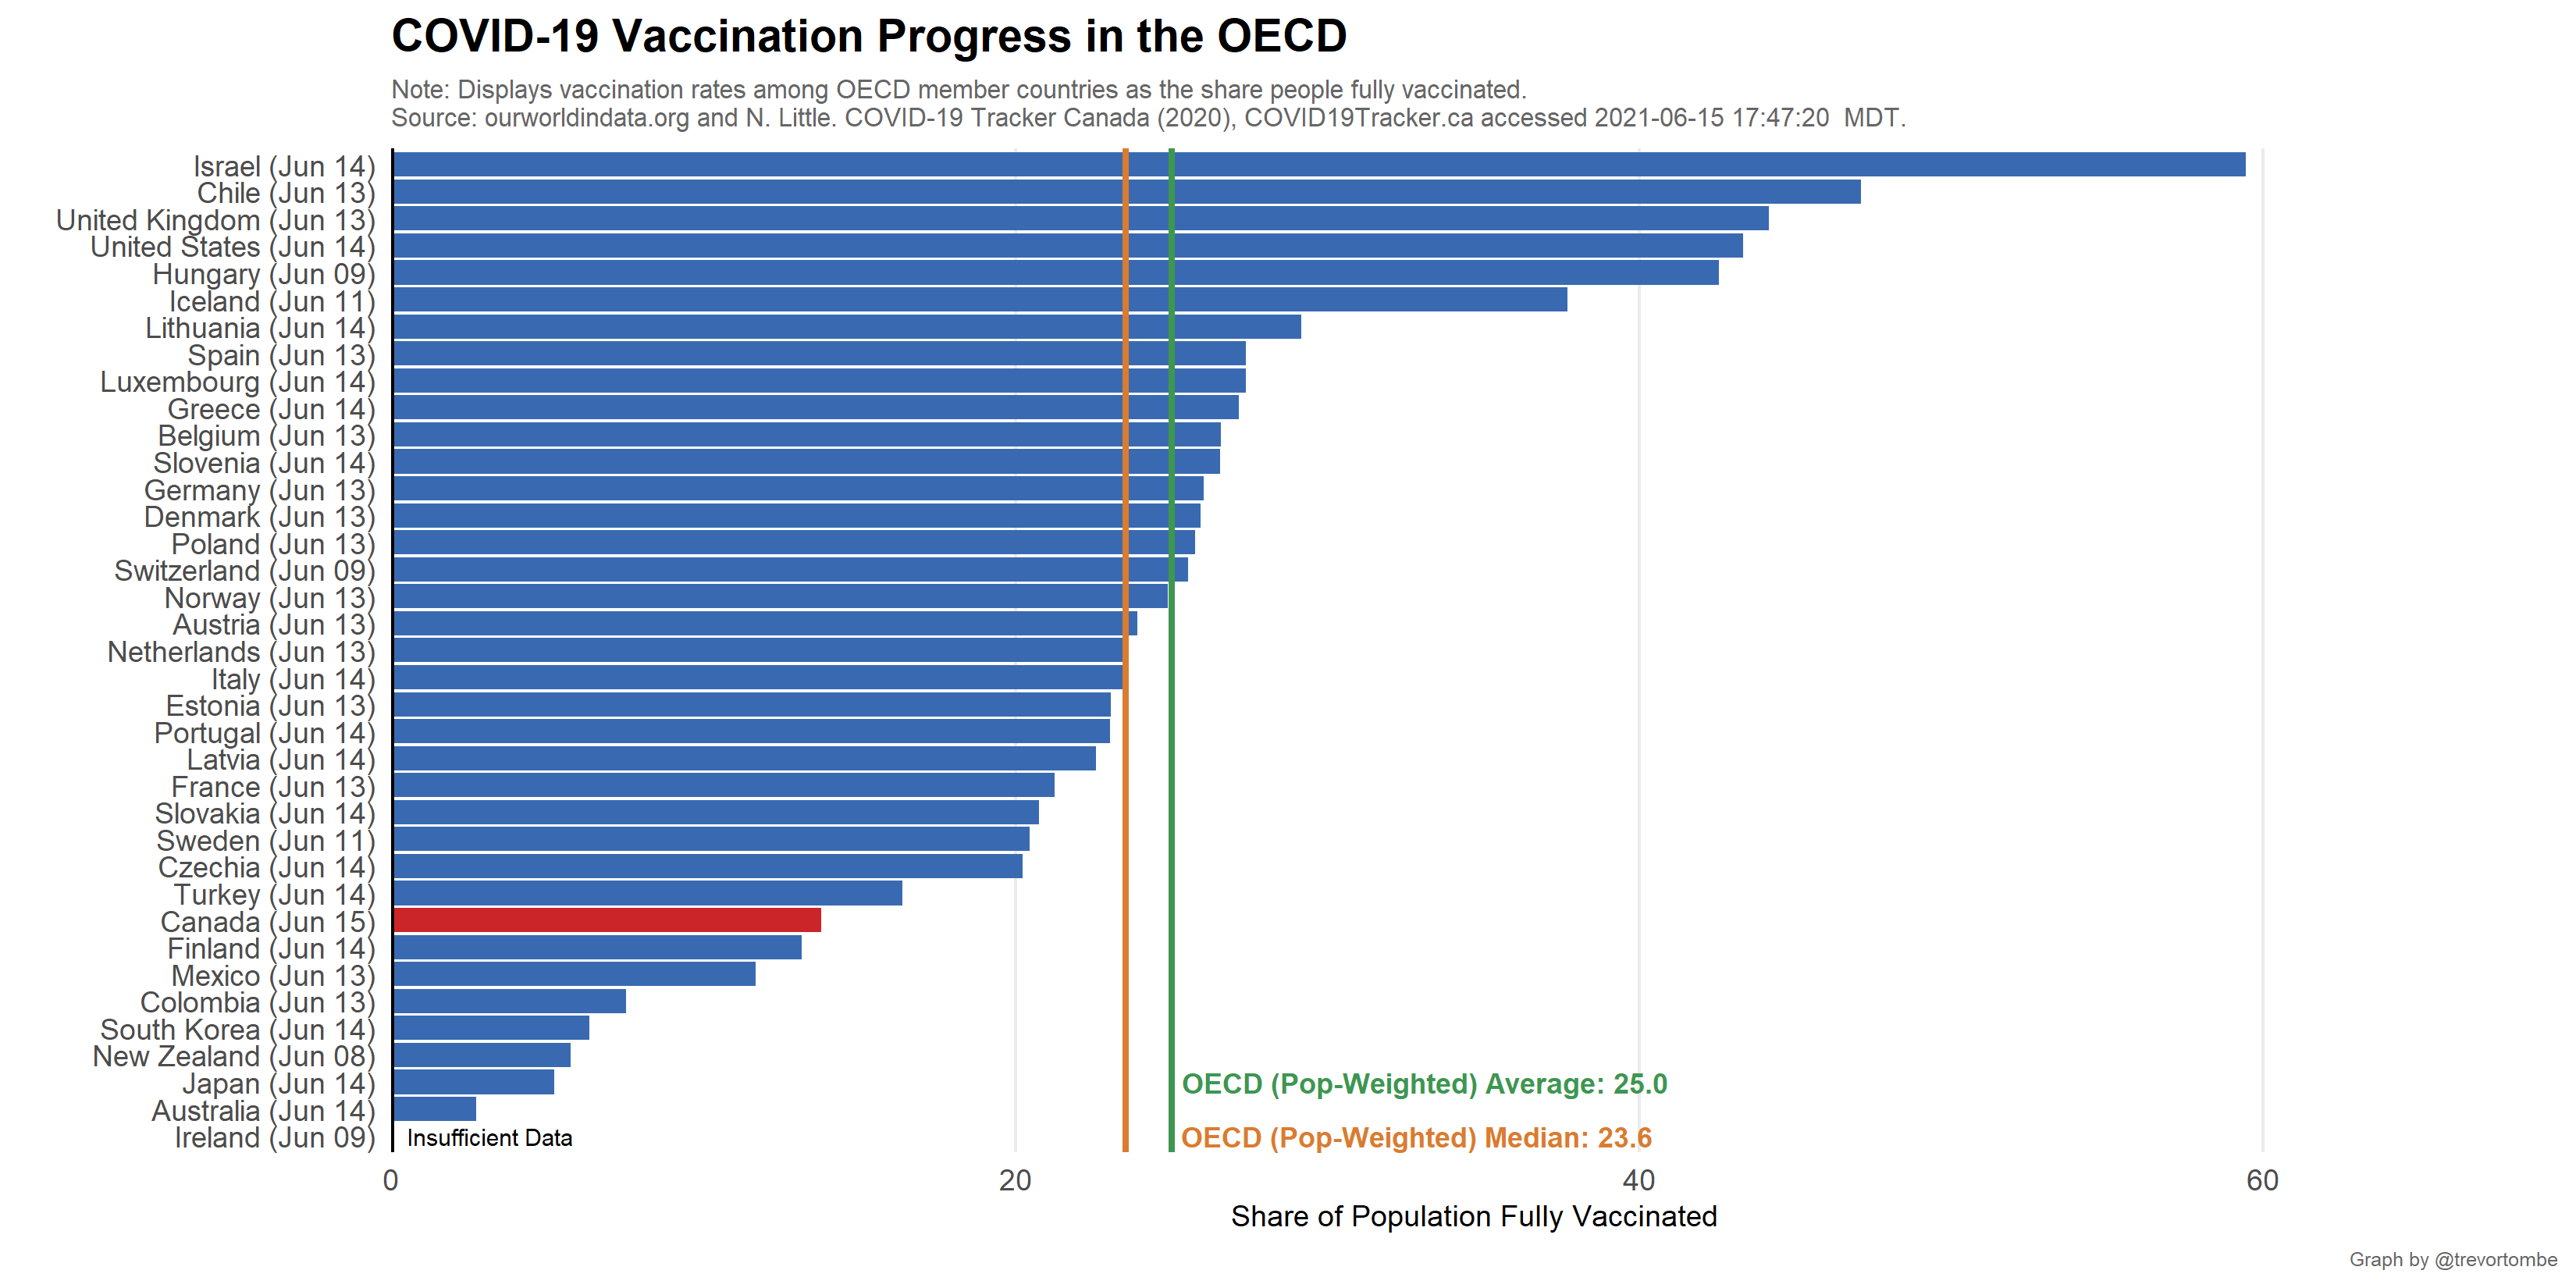 COVID-19 Vaccination Progress in the OECD
Note: Displays vaccination rates among OECD member countries as the share people fully vaccinated.
Source: ourworldindata.org and N. Little. COVID-19 Tracker Canada (2020), COVID19Tracker.ca accessed 2021-06-15 17:47:20  MDT.
Israel (Jun 14)
Chile (Jun 13)
United Kingdom (Jun 13)
United States (Jun 14)
Hungary (Jun 09)
Iceland (Jun 11)
Lithuania (Jun 14)
Spain (Jun 13)
Luxembourg (Jun 14)
Greece (Jun 14)
Belgium (Jun 13)
Slovenia (Jun 14)
Germany (Jun 13)
Denmark (Jun 13)
Poland (Jun 13)
Switzerland (Jun 09)
Norway (Jun 13)
Austria (Jun 13)
Netherlands (Jun 13)
Italy (Jun 14)
Estonia (Jun 13)
Portugal (Jun 14)
Latvia (Jun 14)
France (Jun 13)
Slovakia (Jun 14)
Sweden (Jun 11)
Czechia (Jun 14)
Turkey (Jun 14)
Canada (Jun 15)
Finland (Jun 14)
Mexico (Jun 13)
Colombia (Jun 13)
South Korea (Jun 14)
New Zealand (Jun 08)
Japan (Jun 14) OECD (Pop-Weighted) Average: 25.0
Australia (Jun 14)
Ireland (Jun 09) Insufficient Data OECD (Pop-Weighted) Median: 23.6
0 20 40 60
Share of Population Fully Vaccinated
Graph by @trevortombe